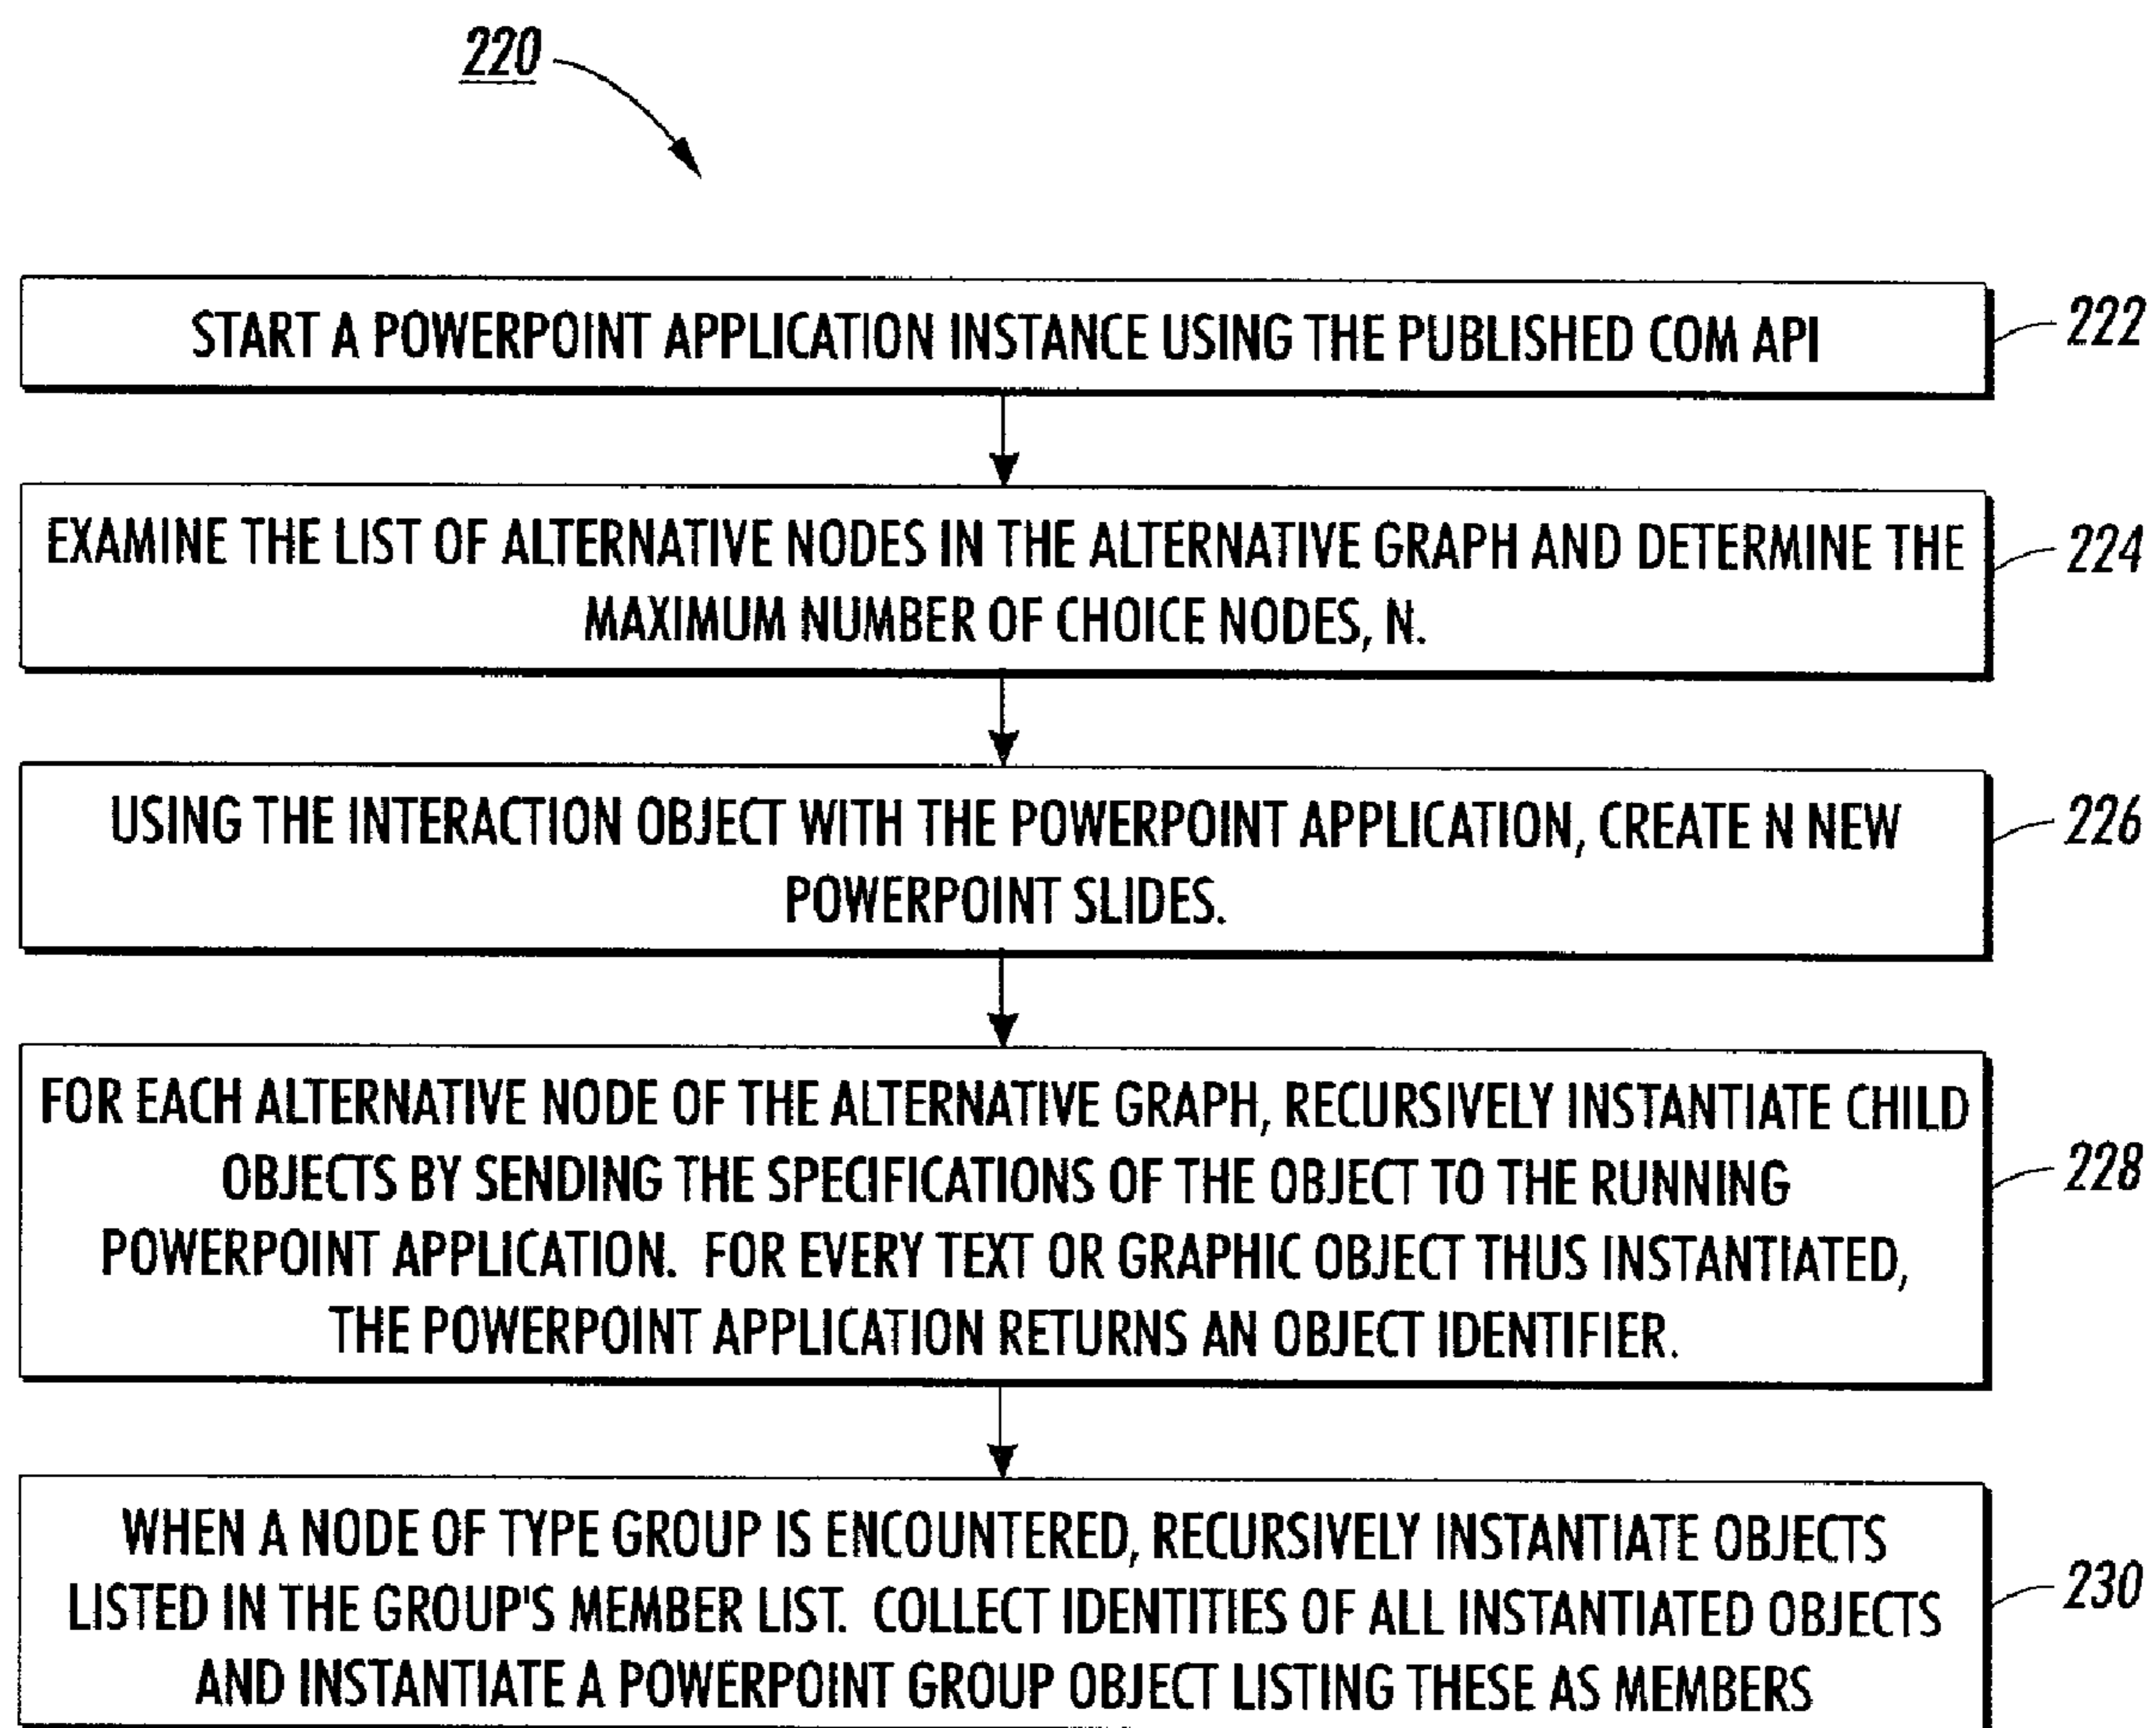 220
START A POWERPOINT APPLICATION INSTANCE USING THE PUBLISHED COM API
222
EXAMINE THE LIST OF ALTERNATIVE NODES IN THE ALTERNATIVE GRAPH AND DETERMINE THE
MAXIMUM NUMBER OF CHOICE NODES, N.
224
USING THE INTERACTION OBJECT WITH THE POWERPOINT APPLICATION, CREATE N NEW
POWERPOINT SLIDES.
226
FOR EACH ALTERNATIVE NODE OF THE ALTERNATIVE GRAPH, RECURSIVELY INSTANTIATE CHILD
OBJECTS BY SENDING THE SPECIFICATIONS OF THE OBJECT TO THE RUNNING
POWERPOINT APPLICATION. FOR EVERY TEXT OR GRAPHIC OBJECT THUS INSTANTIATED,
THE POWERPOINT APPLICATION RETURNS AN OBJECT IDENTIFIER.
228
WHEN A NODE OF TYPE GROUP IS ENCOUNTERED, RECURSIVELY INSTANTIATE OBJECTS
LISTED IN THE GROUP'S MEMBER LIST. COLLECT IDENTITIES OF ALL INSTANTIATED OBJECTS
AND INSTANTIATE A POWERPOINT GROUP OBJECT LISTING THESE AS MEMBERS
230